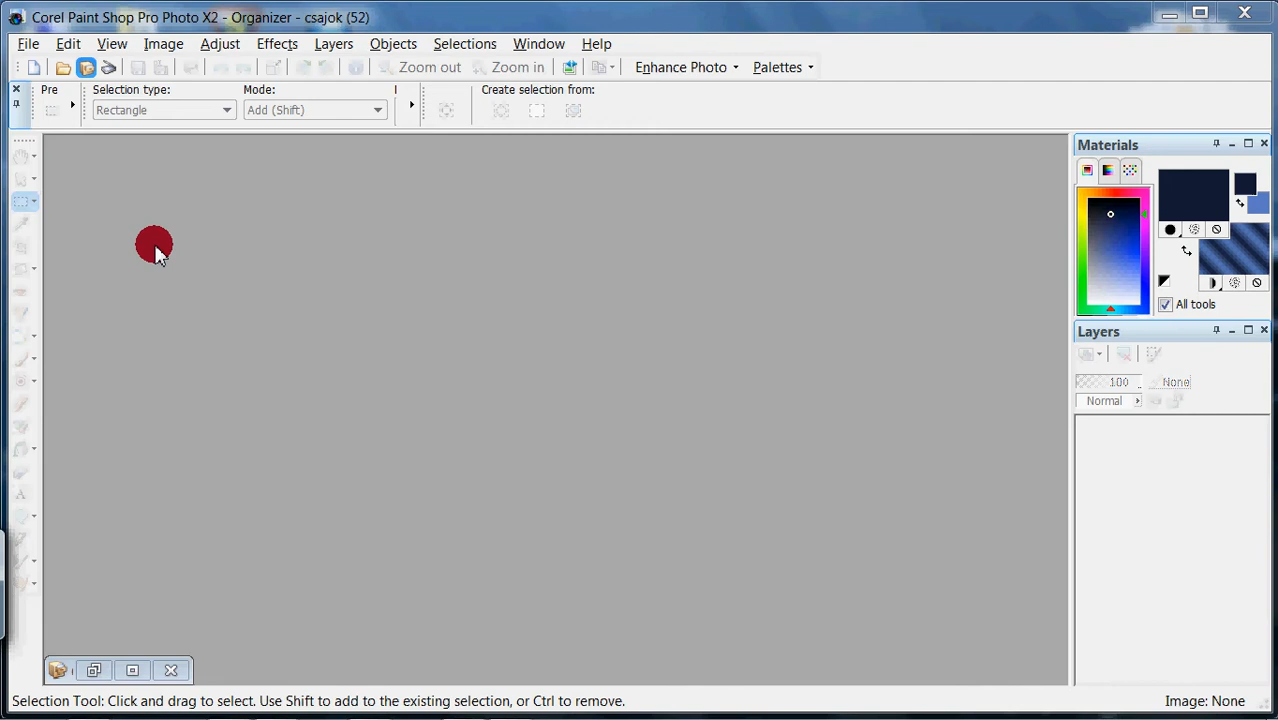 Corel Paint Shop Pro Photo X2 - Organizer - csajok (52)
File Edit View Image Adjust Effects Layers Objects Selections Window Help
Zoom out Zoom in Enhance Photo Palettes
Pre Selection type: Mode: Create selection from:
Rectangle Add (Shift)
Materials
All tools
Layers
100 None
Normal
Selection Tool: Click and drag to select. Use Shift to add to the existing selection, or Ctrl to remove. Image: None